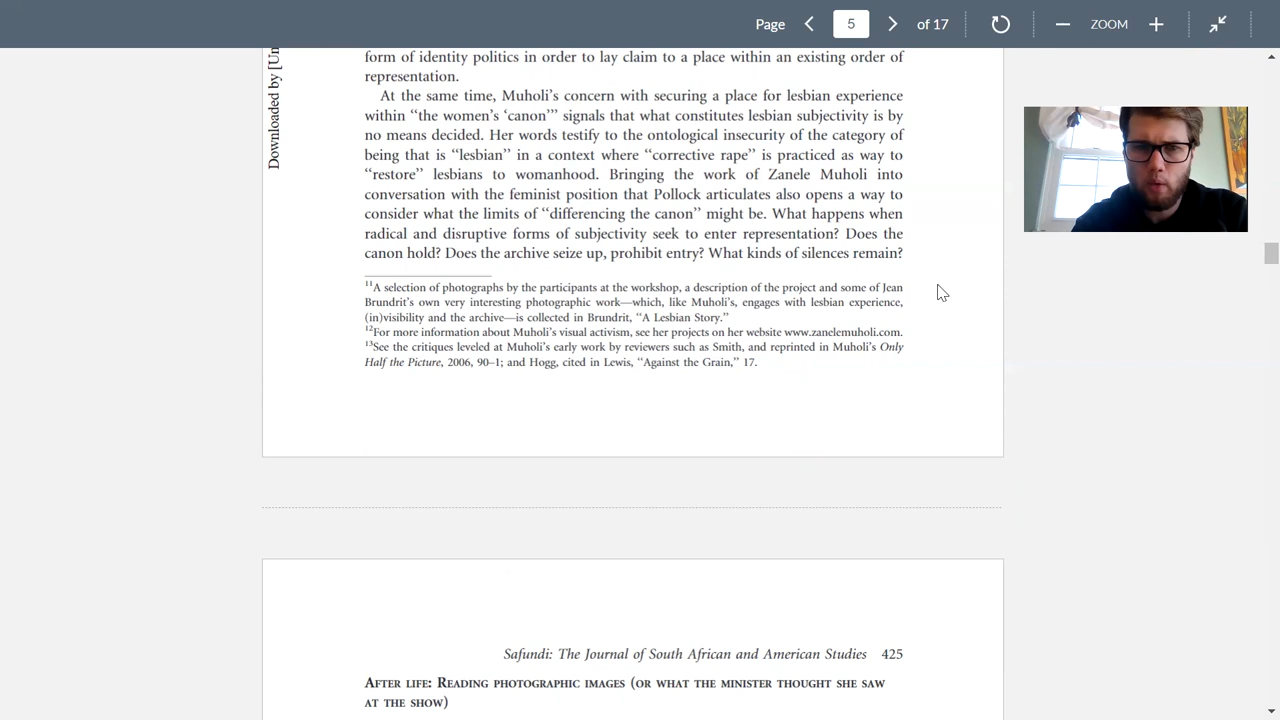 Page 5 of 17 ZOOM
Downloaded by [Un
form of identity politics in order to lay claim to a place within an existing order of
representation.
At the same time, Muholi’s concern with securing a place for lesbian experience
within ‘‘the women’s ‘canon’’’ signals that what constitutes lesbian subjectivity is by
no means decided. Her words testify to the ontological insecurity of the category of
being that is ‘‘lesbian’’ in a context where ‘‘corrective rape’’ is practiced as way to
‘‘restore’’ lesbians to womanhood. Bringing the work of Zanele Muholi into
conversation with the feminist position that Pollock articulates also opens a way to
consider what the limits of ‘‘differencing the canon’’ might be. What happens when
radical and disruptive forms of subjectivity seek to enter representation? Does the
canon hold? Does the archive seize up, prohibit entry? What kinds of silences remain?
11A selection of photographs by the participants at the workshop, a description of the project and some of Jean
Brundrit’s own very interesting photographic work—which, like Muholi’s, engages with lesbian experience,
(in)visibility and the archive—is collected in Brundrit, ‘‘A Lesbian Story.’’
12For more information about Muholi’s visual activism, see her projects on her website www.zanelemuholi.com.
13See the critiques leveled at Muholi’s early work by reviewers such as Smith, and reprinted in Muholi’s Only
Half the Picture, 2006, 90–1; and Hogg, cited in Lewis, ‘‘Against the Grain,’’ 17.
Safundi: The Journal of South African and American Studies 425
AFTER LIFE: READING PHOTOGRAPHIC IMAGES (OR WHAT THE MINISTER THOUGHT SHE SAW
AT THE SHOW)